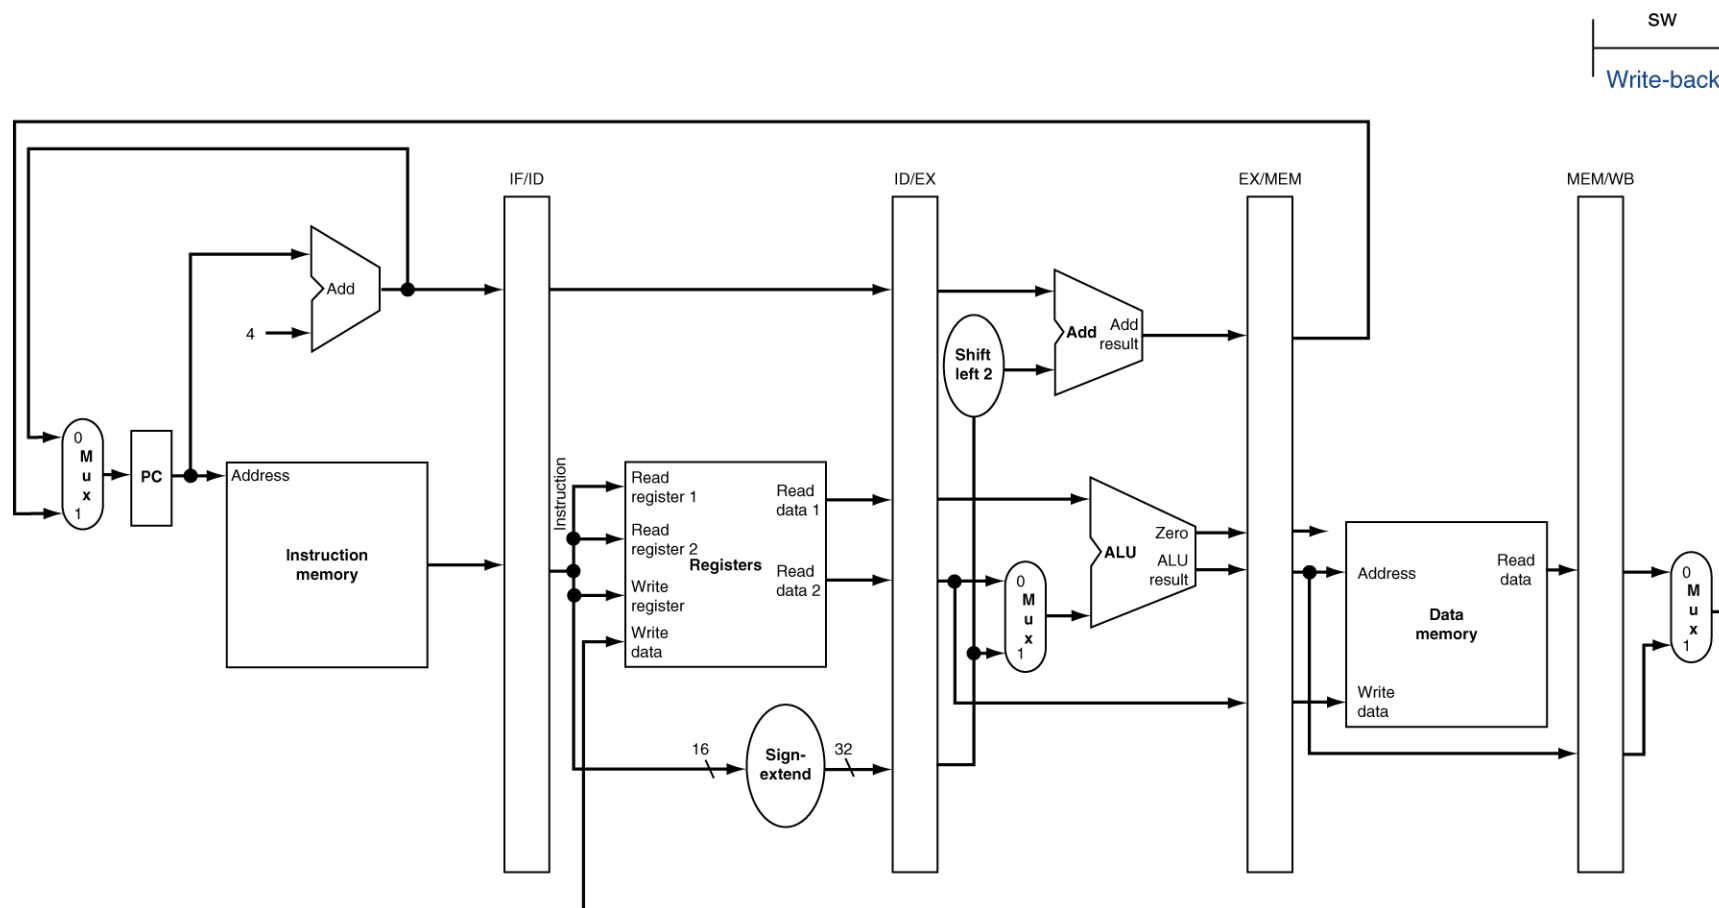 SW
Write-back
IF/ID
ID/EX
EX/MEM
MEM/WB
Add
4
Add
Add
result
Shift
left 2
0
M
u
x
1
PC
Address
Instruction
memory
Instruction
Read
register 1
Read
register 2
Write
register
Write
data
Registers
Read
data 1
Read
data 2
16
Sign-
extend
32
0
M
u
x
1
Zero
ALU
ALU
result
Address
Read
data
Data
memory
Write
data
0
M
u
x
1